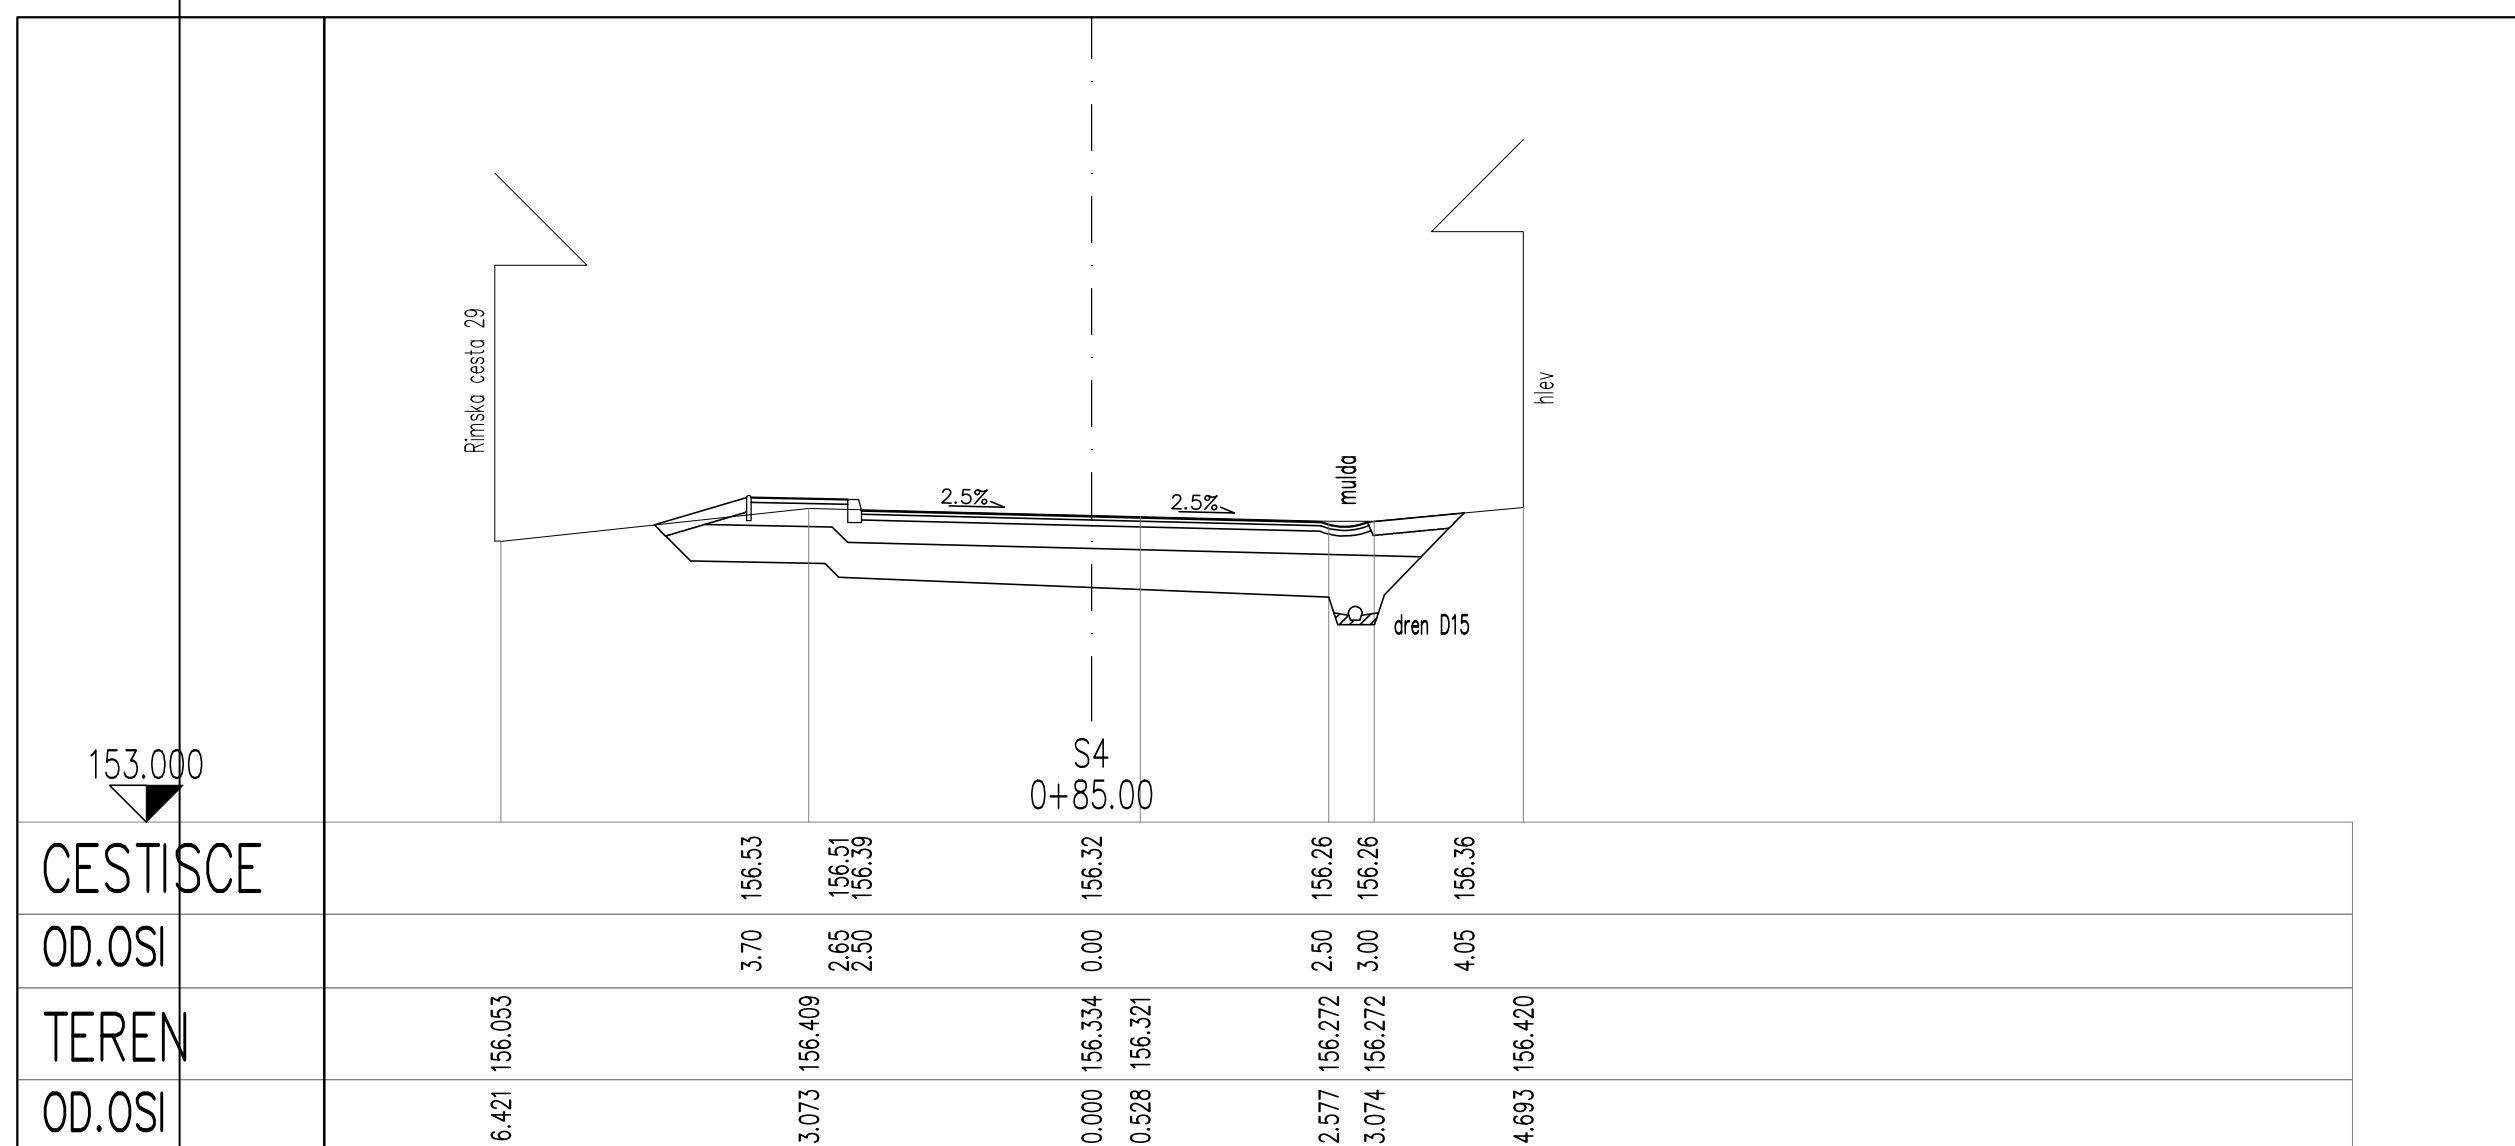 Rimska cesta 29
hlev
mulda
2.5%
2.5%
dren D15
153.000
S4
0+85.00
CESTISCE 156.53 156.51 156.39 156.32 156.26 156.26 156.36
OD.OSI 3.70 2.65 2.50 0.00 2.50 3.00 4.05
TEREN 156.053 156.409 156.334 156.321 156.272 156.272 156.420
OD.OSI 6.421 3.073 0.000 0.528 2.577 3.074 4.693